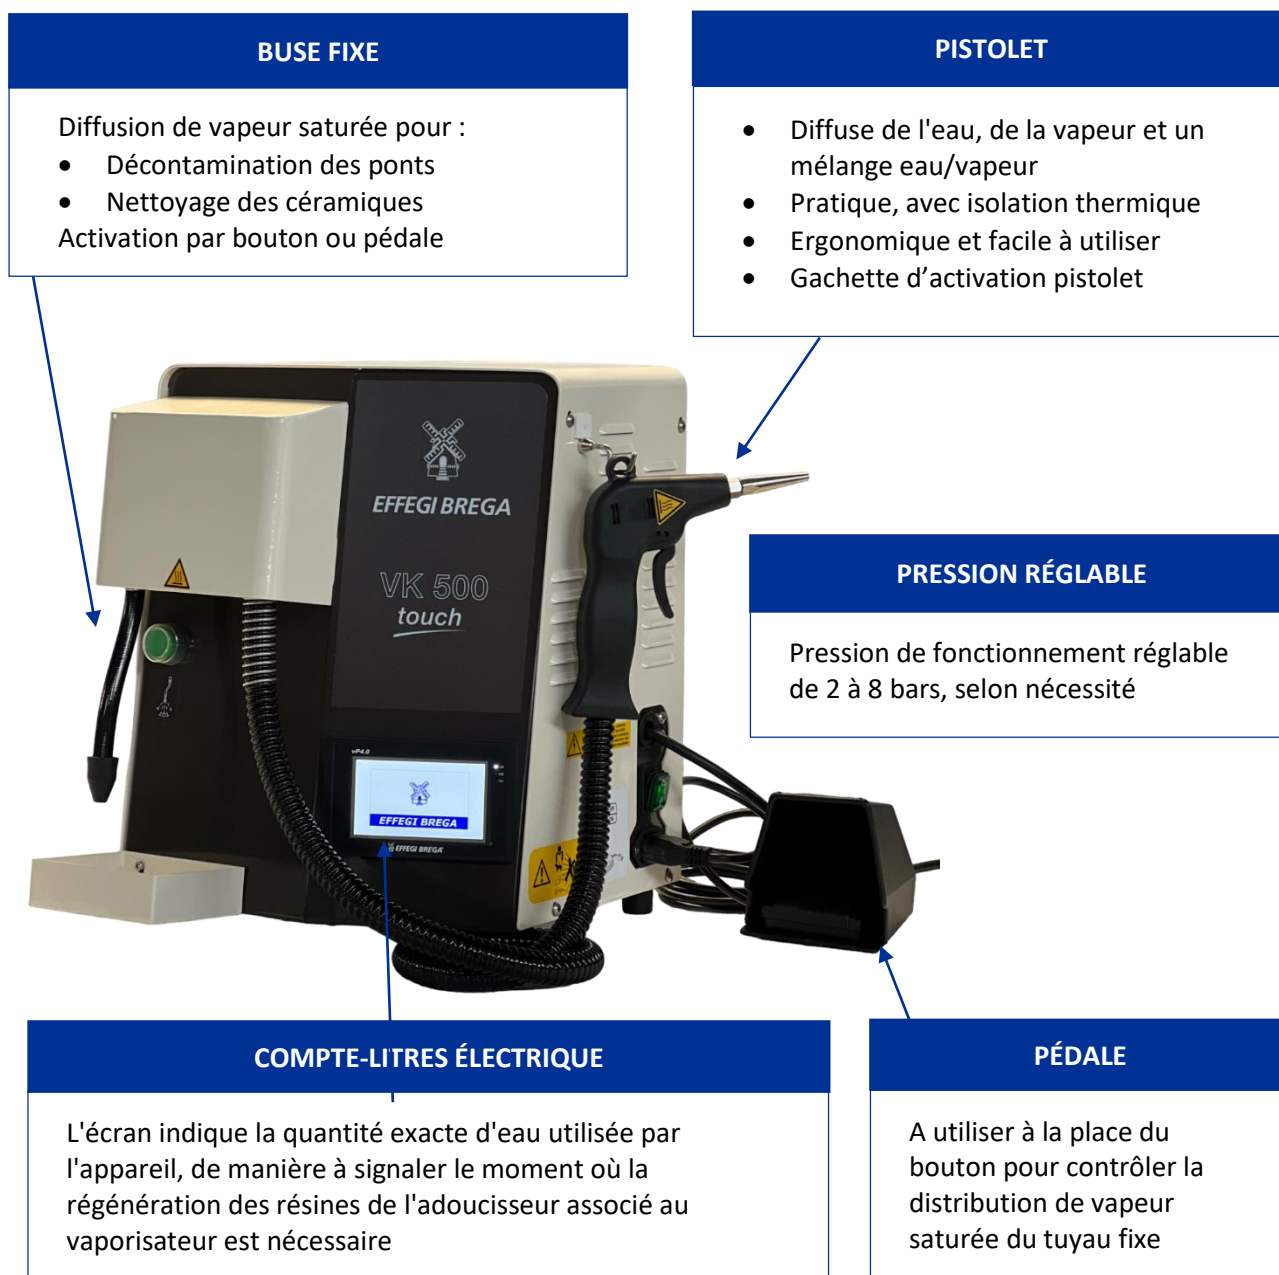 BUSE FIXE
Diffusion de vapeur saturée pour :
• Décontamination des ponts
• Nettoyage des céramiques
Activation par bouton ou pédale
PISTOLET
• Diffuse de l'eau, de la vapeur et un
mélange eau/vapeur
• Pratique, avec isolation thermique
• Ergonomique et facile à utiliser
• Gachette d’activation pistolet
EFFEGI BREGA
VK 500
touch
PRESSION RÉGLABLE
Pression de fonctionnement réglable
de 2 à 8 bars, selon nécessité
vP4.0
EFFEGI BREGA
EFFEGI BREGA
COMPTE-LITRES ÉLECTRIQUE
L'écran indique la quantité exacte d'eau utilisée par
l'appareil, de manière à signaler le moment où la
régénération des résines de l'adoucisseur associé au
vaporisateur est nécessaire
PÉDALE
A utiliser à la place du
bouton pour contrôler la
distribution de vapeur
saturée du tuyau fixe